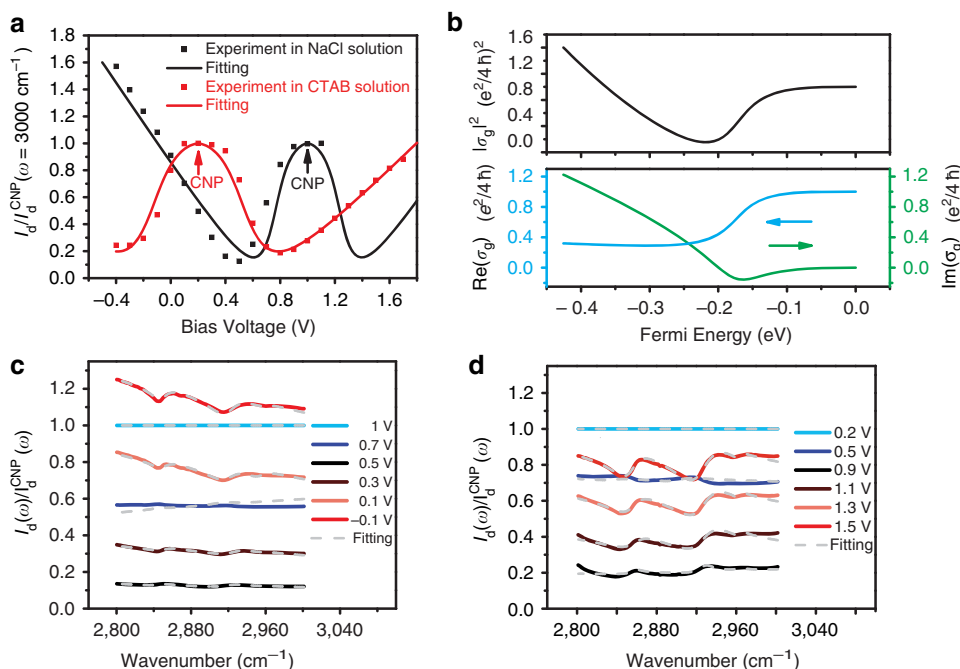 a
I_d/I_d^CNP (ω = 3000 cm⁻¹)
1.6
1.4
1.2
1.0
0.8
0.6
0.4
0.2
0.0
Experiment in NaCl solution
Fitting
Experiment in CTAB solution
Fitting
CNP
CNP
−0.4 0.0 0.4 0.8 1.2 1.6
Bias Voltage (V)
b
|σ_g|² (e²/4ħ)²
1.2
0.8
0.4
0.0
Re(σ_g) (e²/4ħ)
1.2
0.8
0.4
0.0
1.2
0.8
0.4
0.0
Im(σ_g) (e²/4ħ)
− 0.4 −0.3 −0.2 −0.1 0.0
Fermi Energy (eV)
c
I_d(ω)/I_d^CNP (ω)
1.2
1.0
0.8
0.6
0.4
0.2
0.0
1 V
0.7 V
0.5 V
0.3 V
0.1 V
−0.1 V
Fitting
2,800 2,880 2,960 3,040
Wavenumber (cm⁻¹)
d
I_d(ω)/I_d^CNP (ω)
1.2
1.0
0.8
0.6
0.4
0.2
0.0
0.2 V
0.5 V
0.9 V
1.1 V
1.3 V
1.5 V
Fitting
2,800 2,880 2,960 3,040
Wavenumber (cm⁻¹)